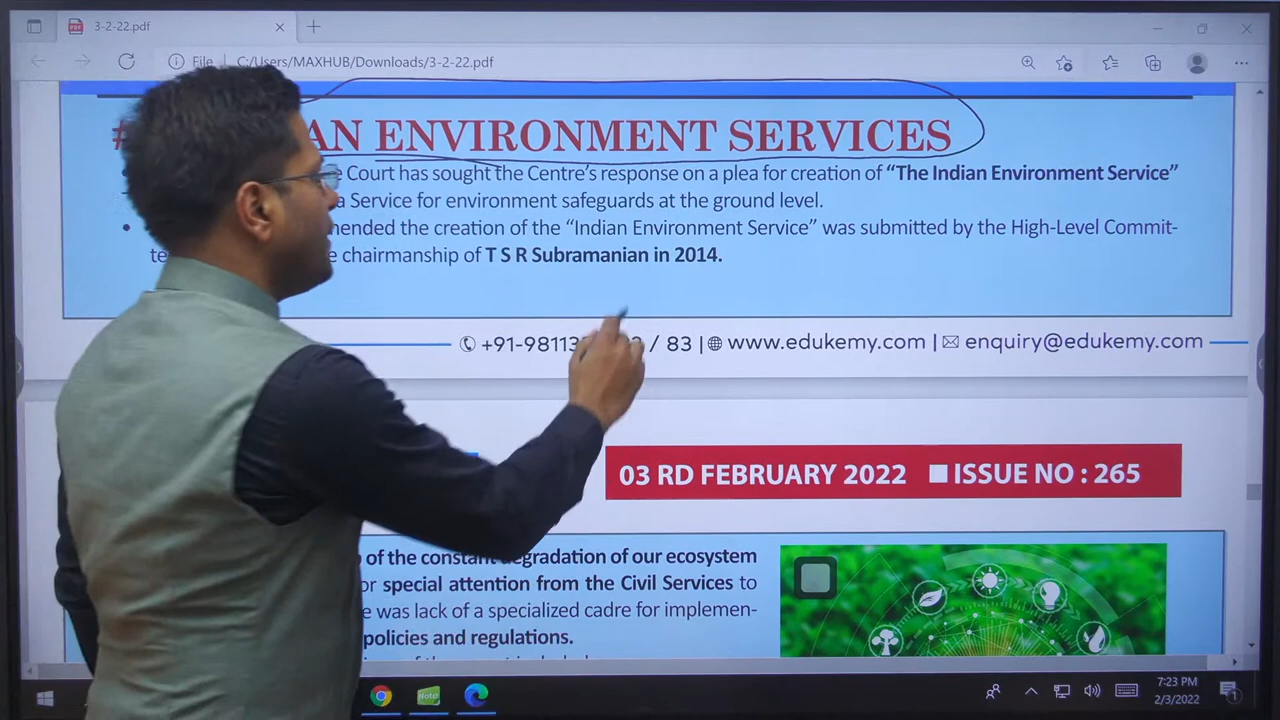 3-2-22.pdf
File C:/Users/MAXHUB/Downloads/3-2-22.pdf
# AN ENVIRONMENT SERVICES
Court has sought the Centre’s response on a plea for creation of “The Indian Environment Service”
a Service for environment safeguards at the ground level.
• mended the creation of the “Indian Environment Service” was submitted by the High-Level Commit-
te e chairmanship of T S R Subramanian in 2014.
/ 83 | www.edukemy.com | enquiry@edukemy.com
03 RD FEBRUARY 2022 ■ ISSUE NO : 265
of the constant degradation of our ecosystem
or special attention from the Civil Services to
e was lack of a specialized cadre for implemen-
policies and regulations.
Note
7:23 PM
2/3/2022